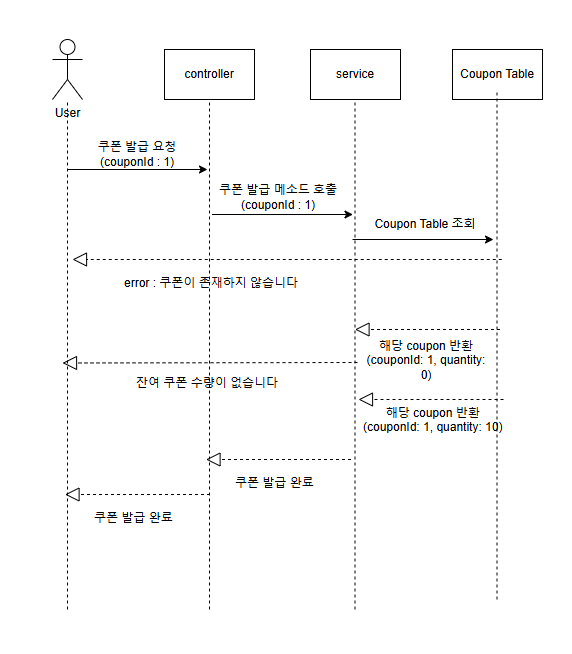 User
controller
service
Coupon Table
쿠폰 발급 요청
(couponId : 1)
쿠폰 발급 메소드 호출
(couponId : 1)
Coupon Table 조회
error : 쿠폰이 존재하지 않습니다
해당 coupon 반환
(couponId: 1, quantity:
0)
잔여 쿠폰 수량이 없습니다
해당 coupon 반환
(couponId: 1, quantity: 10)
쿠폰 발급 완료
쿠폰 발급 완료